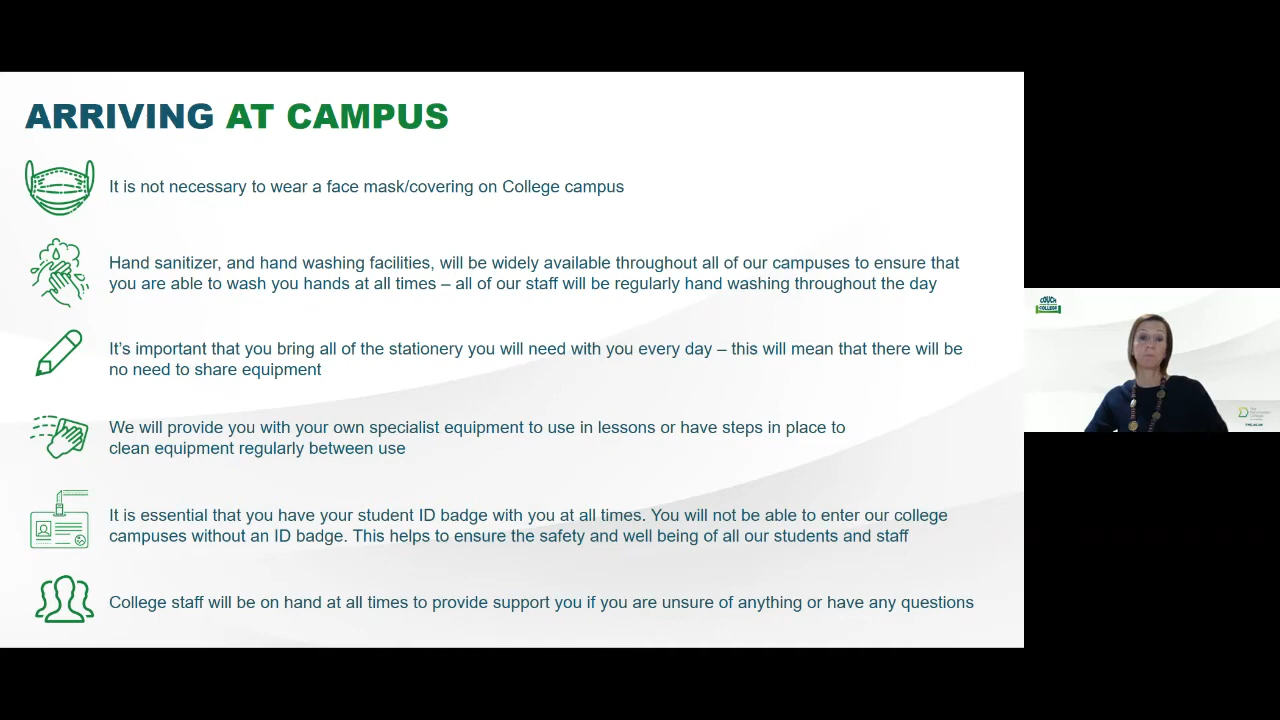 ARRIVING AT CAMPUS
It is not necessary to wear a face mask/covering on College campus
Hand sanitizer, and hand washing facilities, will be widely available throughout all of our campuses to ensure that
you are able to wash you hands at all times – all of our staff will be regularly hand washing throughout the day
It's important that you bring all of the stationery you will need with you every day – this will mean that there will be
no need to share equipment
We will provide you with your own specialist equipment to use in lessons or have steps in place to
clean equipment regularly between use
It is essential that you have your student ID badge with you at all times. You will not be able to enter our college
campuses without an ID badge. This helps to ensure the safety and well being of all our students and staff
College staff will be on hand at all times to provide support you if you are unsure of anything or have any questions
COUCH
COLLEGE